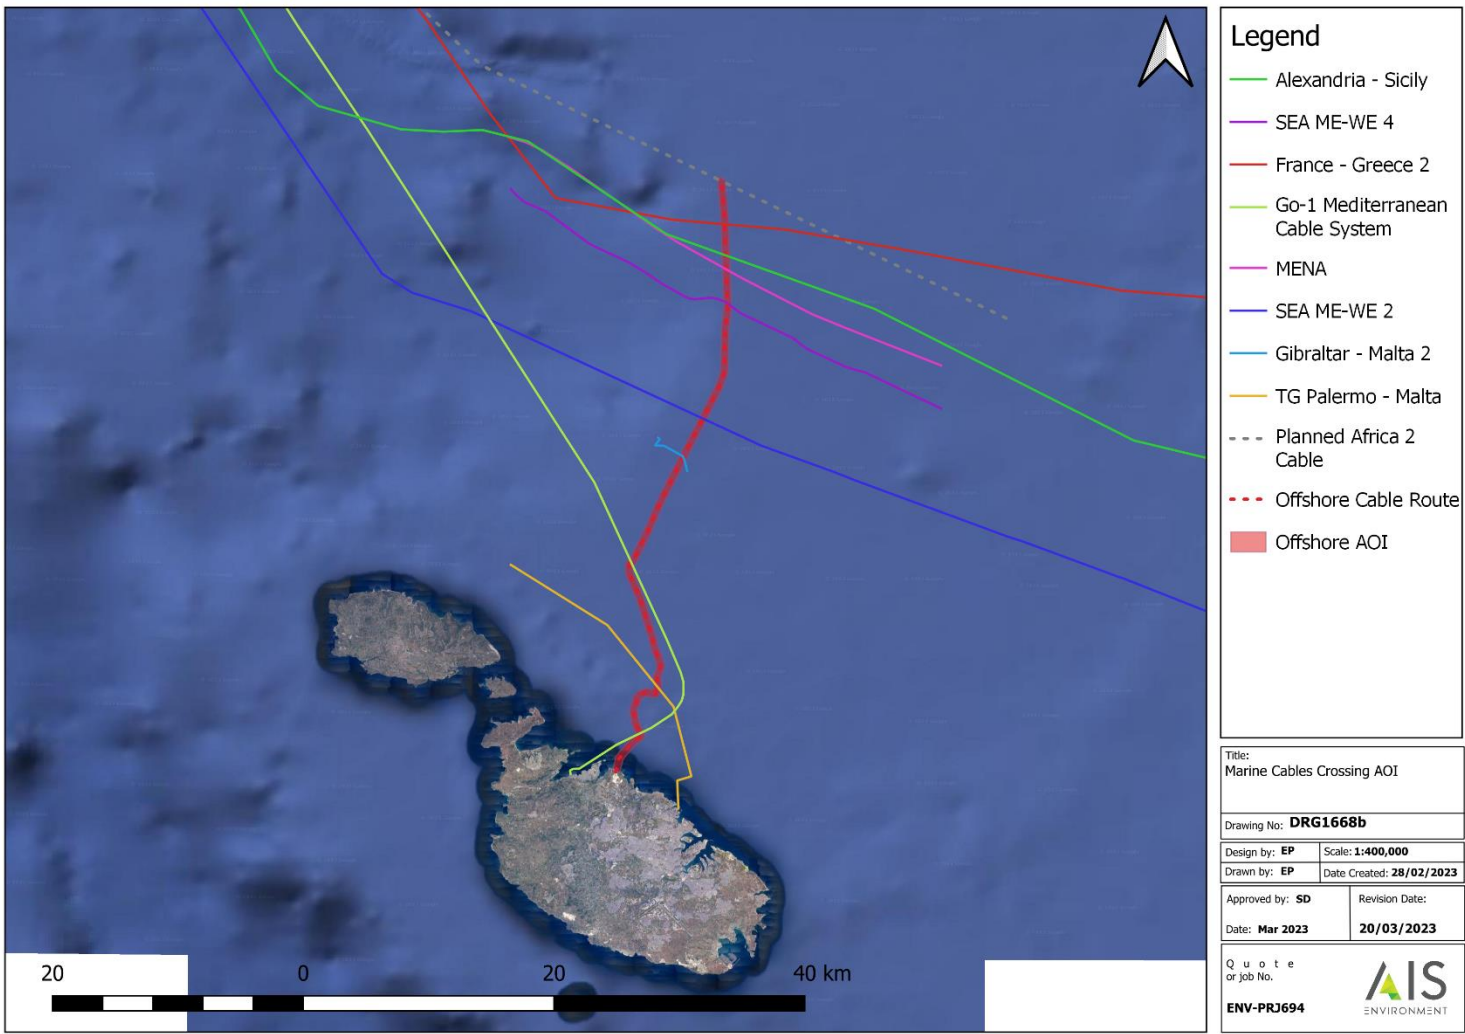 Legend
Alexandria - Sicily
SEA ME-WE 4
France - Greece 2
Go-1 Mediterranean
Cable System
MENA
SEA ME-WE 2
Gibraltar - Malta 2
TG Palermo - Malta
Planned Africa 2
Cable
Offshore Cable Route
Offshore AOI
Title:
Marine Cables Crossing AOI
Drawing No: DRG1668b
Design by: EP
Scale: 1:400,000
Drawn by: EP
Date Created: 28/02/2023
Approved by: SD
Revision Date:
Date: Mar 2023
20/03/2023
Quote
or job No.
ENV-PRJ694
AIS
ENVIRONMENT
20 0 20 40 km